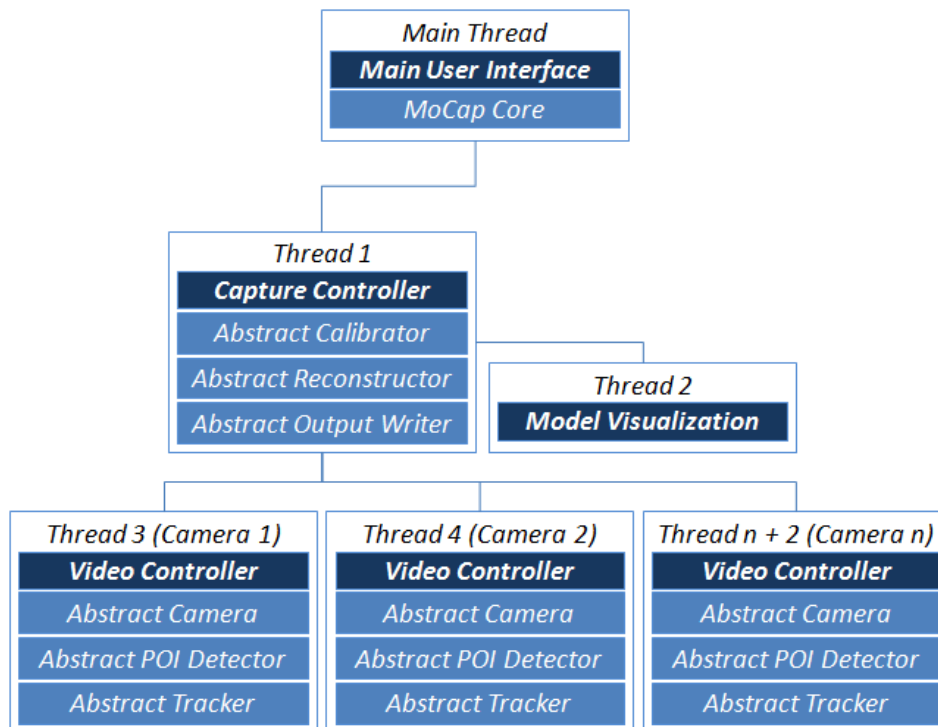 Main Thread
Main User Interface
MoCap Core
Thread 1
Capture Controller
Abstract Calibrator
Abstract Reconstructor
Abstract Output Writer
Thread 2
Model Visualization
Thread 3 (Camera 1)
Video Controller
Abstract Camera
Abstract POI Detector
Abstract Tracker
Thread 4 (Camera 2)
Video Controller
Abstract Camera
Abstract POI Detector
Abstract Tracker
Thread n + 2 (Camera n)
Video Controller
Abstract Camera
Abstract POI Detector
Abstract Tracker